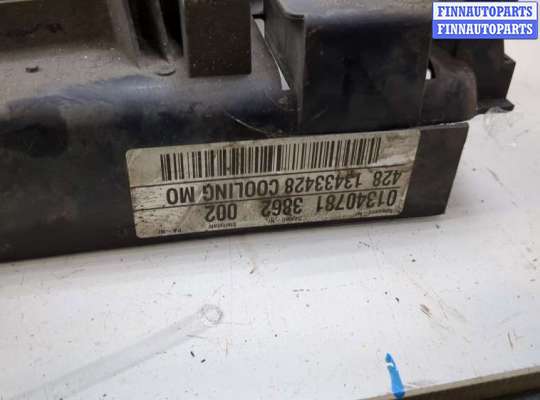 FINNAUTOPARTS
FINNAUTOPARTS
01340781 3862 002
428 13433428 COOLING MO